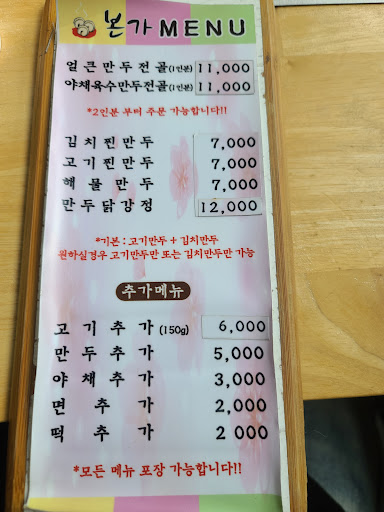 본가 MENU
얼큰만두전골(1인분) 11,000
야채육수만두전골(1인분) 11,000
*2인분 부터 주문 가능합니다!!
김치찐만두 7,000
고기찐만두 7,000
해물만두 7,000
만두닭강정 12,000
*기본 : 고기만두 + 김치만두
원하실경우 고기만두만 또는 김치만두만 가능
추가메뉴
고기추가 (150g) 6,000
만두추가 5,000
야채추가 3,000
면추가 2,000
떡추가 2 000
*모든 메뉴 포장 가능합니다!!